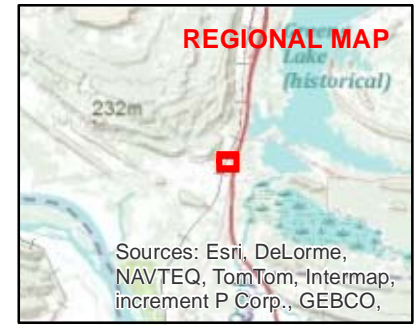 REGIONAL MAP
Lake
(historical)
232m
Sources: Esri, DeLorme,
NAVTEQ, TomTom, Intermap,
increment P Corp., GEBCO,